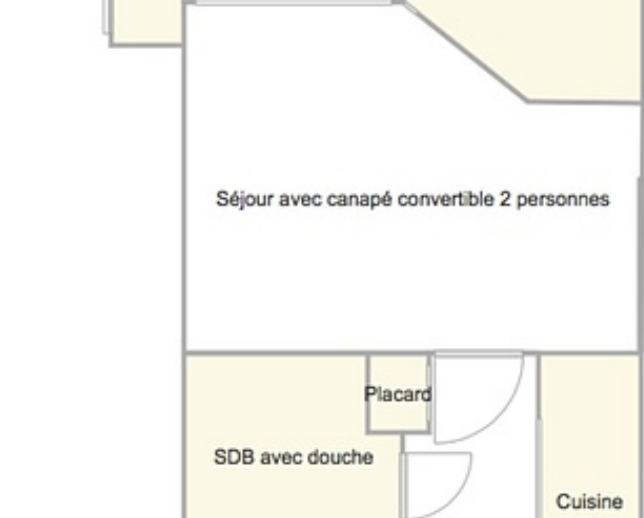 Séjour avec canapé convertible 2 personnes
Placard
SDB avec douche
Cuisine